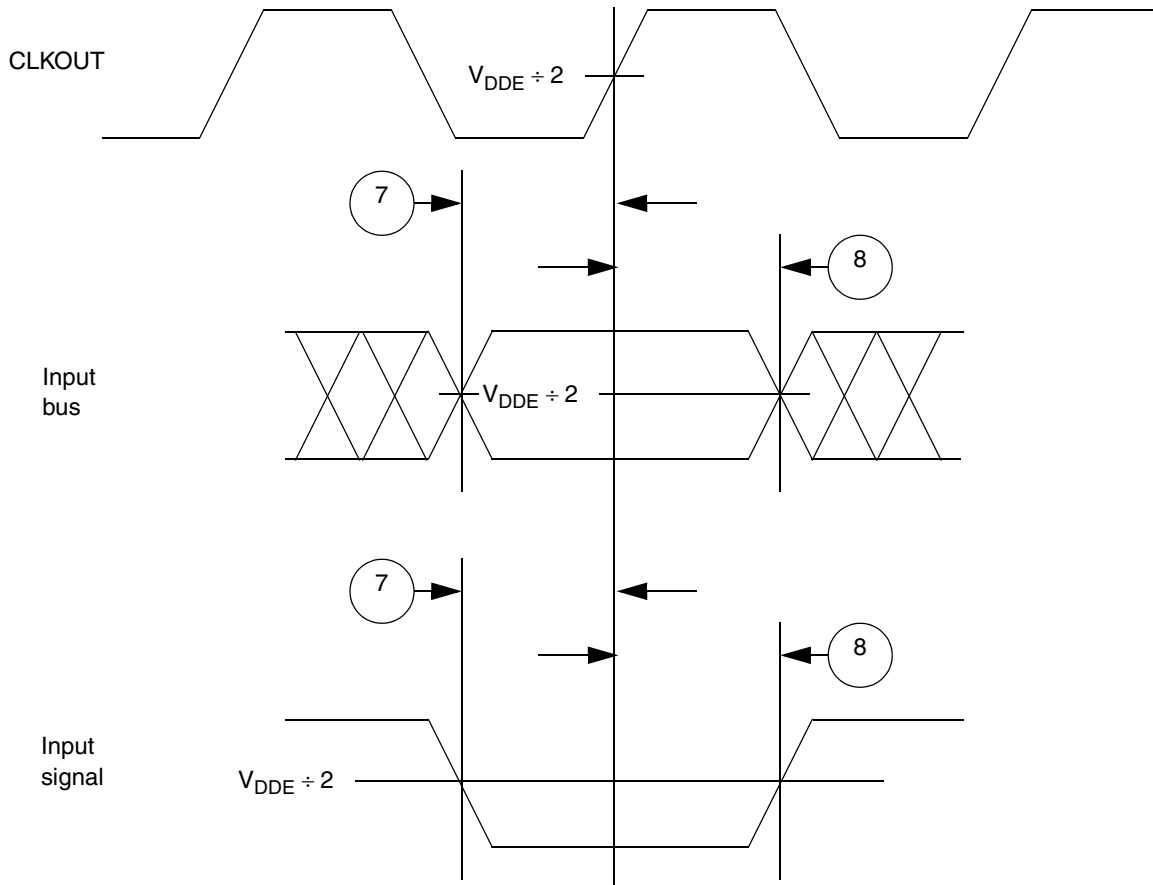 CLKOUT
V_DDE ÷ 2
7
8
Input
bus
V_DDE ÷ 2
7
8
Input
signal
V_DDE ÷ 2